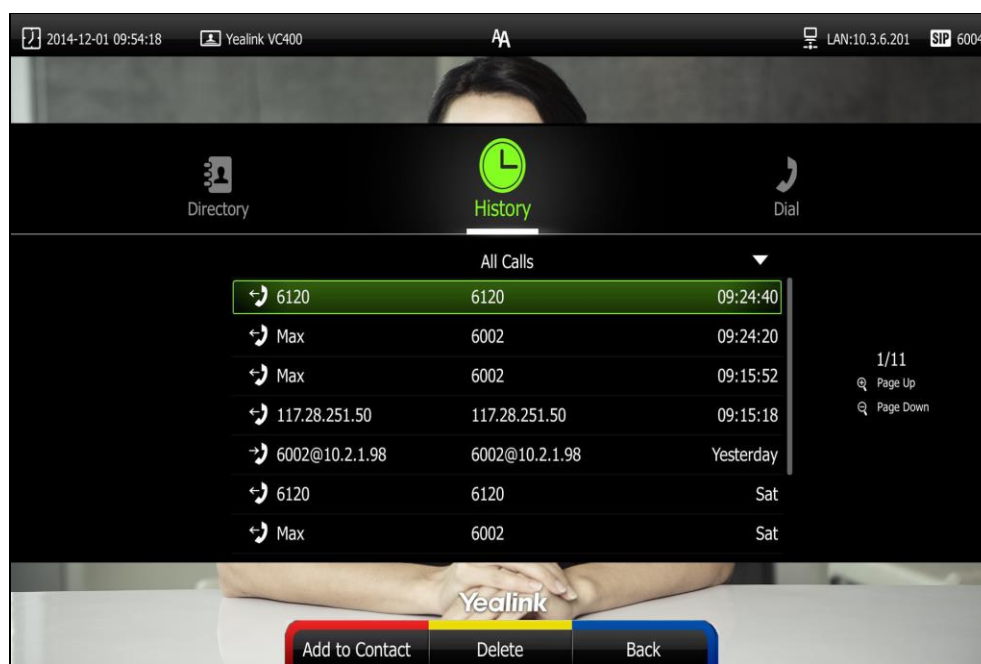 2014-12-01 09:54:18 Yealink VC400 AA LAN:10.3.6.201 SIP 6004
Directory History Dial
All Calls
6120 6120 09:24:40
Max 6002 09:24:20
Max 6002 09:15:52
117.28.251.50 117.28.251.50 09:15:18
6002@10.2.1.98 6002@10.2.1.98 Yesterday
6120 6120 Sat
Max 6002 Sat
1/11
Page Up
Page Down
Yealink
Add to Contact Delete Back